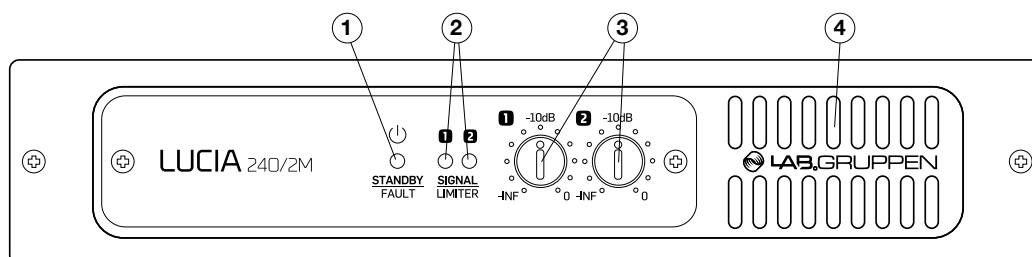 1 2 3 4
1 -10dB 2 -10dB
1 2
LUCIA 240/2M
STANDBY SIGNAL
FAULT LIMITER
-INF 0 -INF 0
LAB.GRUPPEN